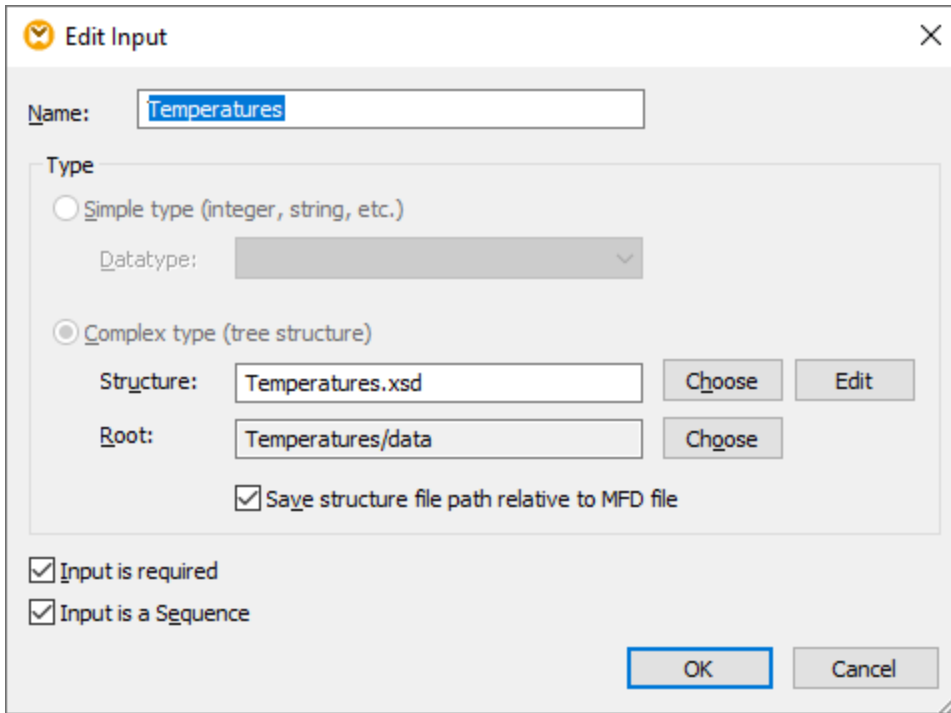 Edit Input
Name: Temperatures
Type
Simple type (integer, string, etc.)
Datatype:
Complex type (tree structure)
Structure: Temperatures.xsd Choose Edit
Root: Temperatures/data Choose
Save structure file path relative to MFD file
Input is required
Input is a Sequence
OK Cancel